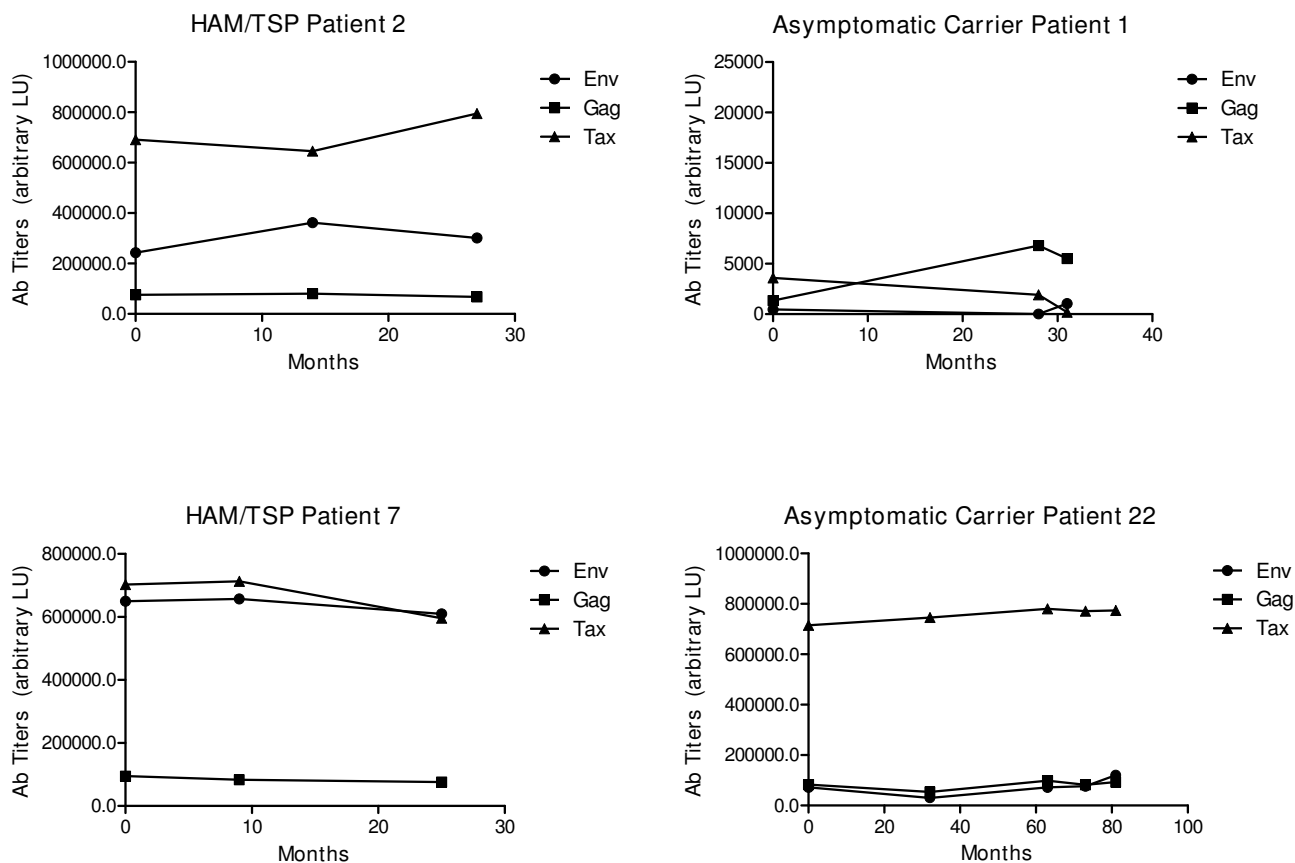 HAM/TSP Patient 2
Ab Titers (arbitrary LU)
1000000.0
800000.0
600000.0
400000.0
200000.0
0.0
0 10 20 30
Months
Env
Gag
Tax
Asymptomatic Carrier Patient 1
Ab Titers (arbitrary LU)
25000
20000
15000
10000
5000
0
0 10 20 30 40
Months
Env
Gag
Tax
HAM/TSP Patient 7
Ab Titers (arbitrary LU)
800000.0
600000.0
400000.0
200000.0
0.0
0 10 20 30
Months
Env
Gag
Tax
Asymptomatic Carrier Patient 22
Ab Titers (arbitrary LU)
1000000.0
800000.0
600000.0
400000.0
200000.0
0.0
0 20 40 60 80 100
Months
Env
Gag
Tax